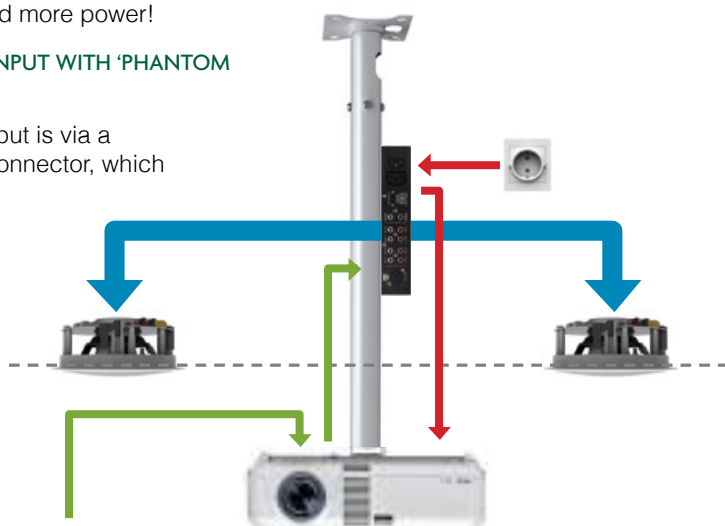 d more power!
NPUT WITH ‘PHANTOM
out is via a
onnector, which